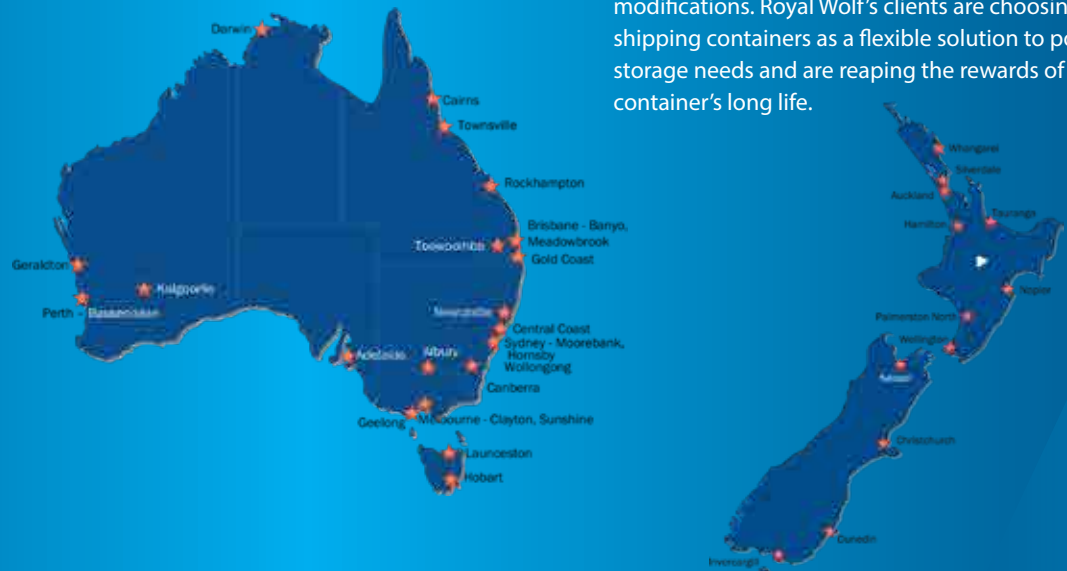 modifications. Royal Wolf's clients are choosin
shipping containers as a flexible solution to po
storage needs and are reaping the rewards of
container's long life.
Darwin
Cairns
Townsville
Rockhampton
Brisbane - Banyo,
Meadowbrook
Toowoomba
Gold Coast
Geraldton
Kalgoorlie
Perth -
Newcastle
Central Coast
Sydney - Moorebank,
Hornsby
Wollongong
Adelaide
Albury
Canberra
Geelong
Melbourne - Clayton, Sunshine
Launceston
Hobart
Whangarei
Silverdale
Auckland
Hamilton
Tauranga
Napier
Palmerston North
Wellington
Christchurch
Dunedin
Invercargill